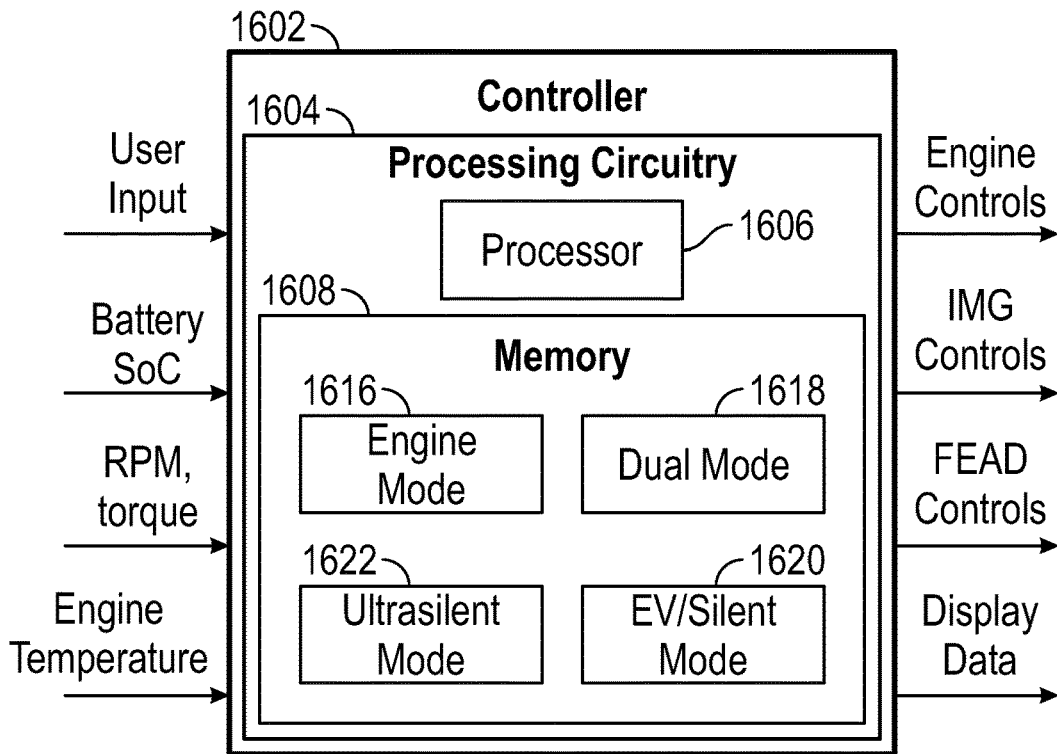 1602
Controller
1604
Processing Circuitry
Processor
1606
1608
Memory
1616
Engine
Mode
1618
Dual Mode
1622
Ultrasilent
Mode
1620
EV/Silent
Mode
User
Input
Battery
SoC
RPM,
torque
Engine
Temperature
Engine
Controls
IMG
Controls
FEAD
Controls
Display
Data